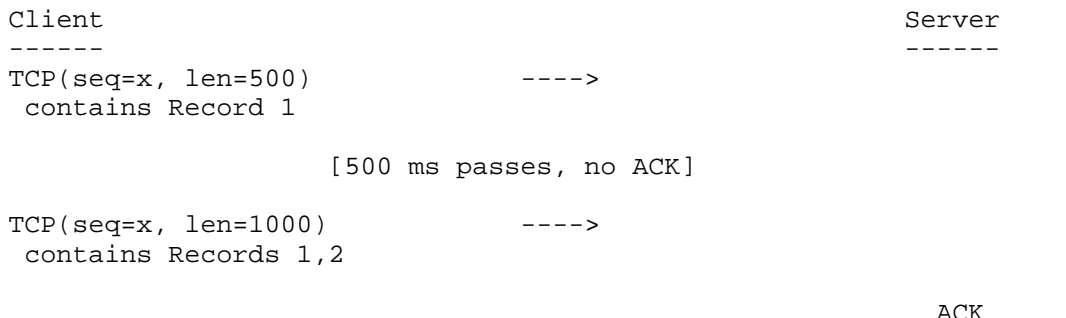 Client Server
------ ------
TCP(seq=x, len=500) ---->
contains Record 1
[500 ms passes, no ACK]
TCP(seq=x, len=1000) ---->
contains Records 1,2
ACK